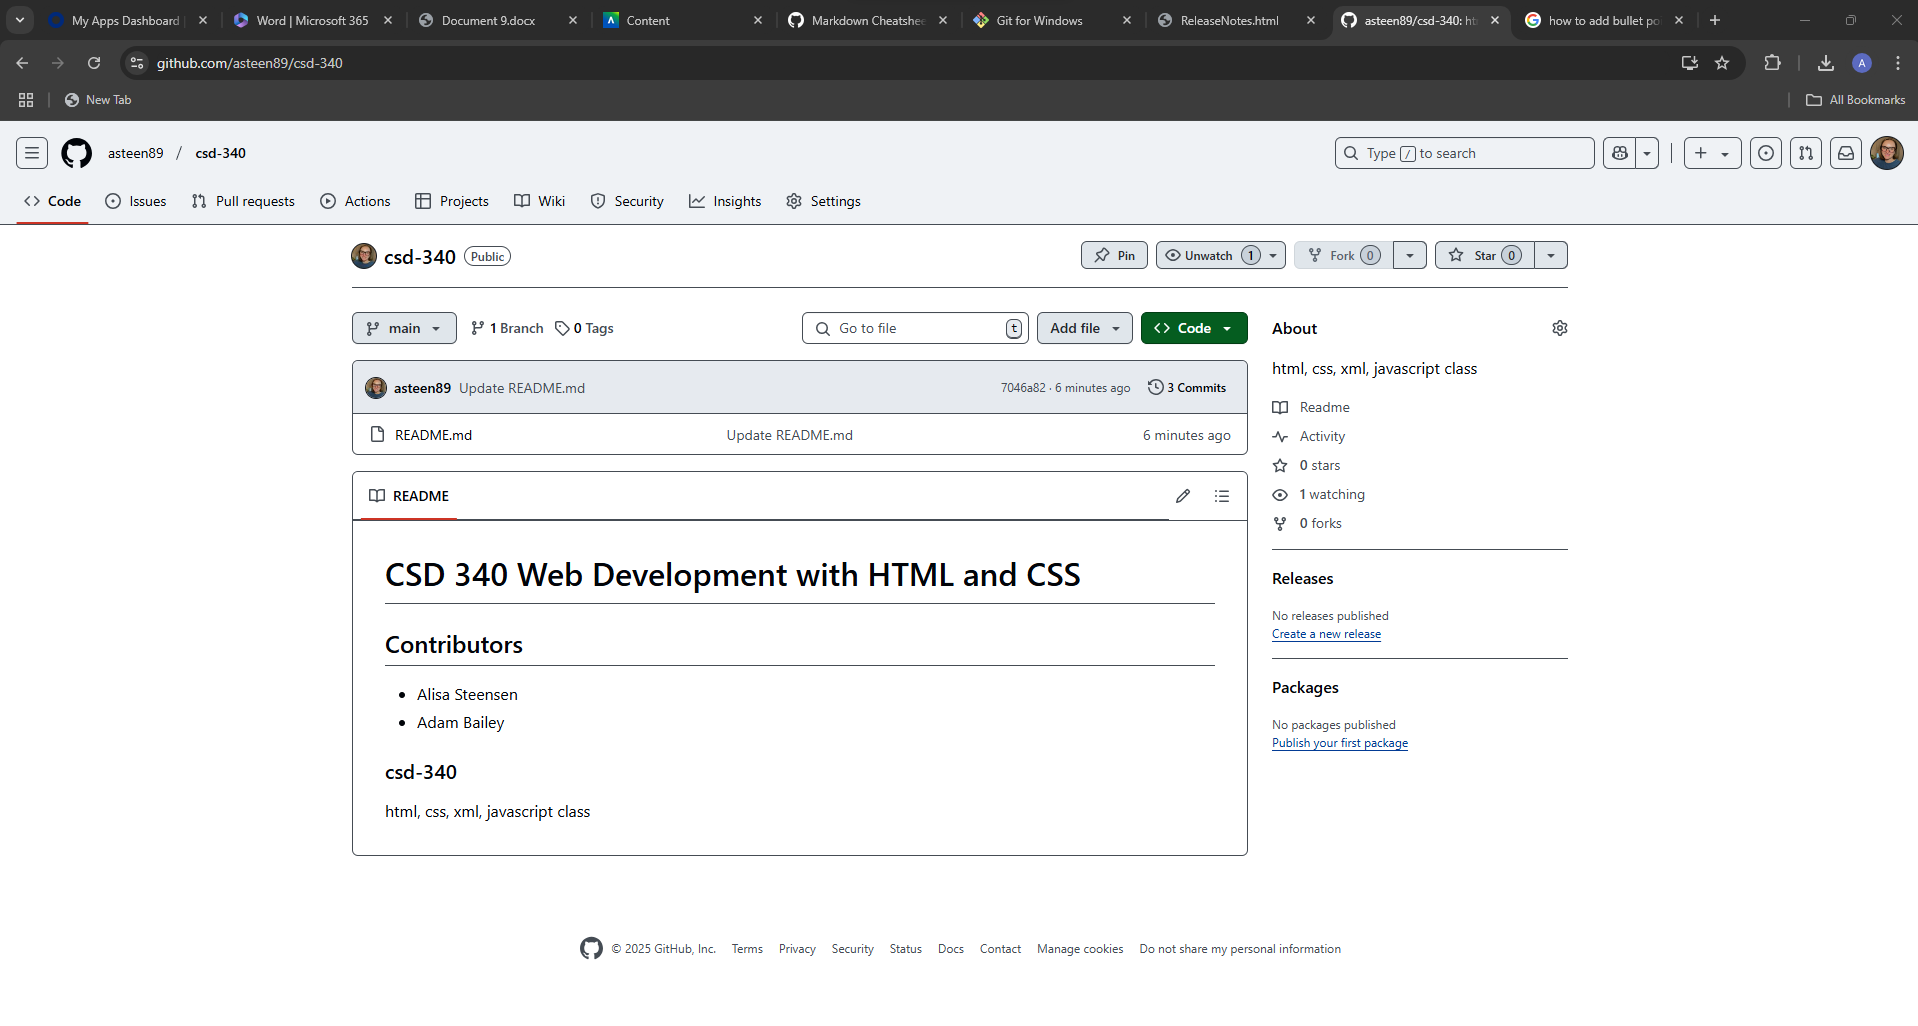 My Apps Dashboard
Word | Microsoft 365
Document 9.docx
Content
Markdown Cheatshee
Git for Windows
ReleaseNotes.html
asteen89/csd-340: ht
how to add bullet po
github.com/asteen89/csd-340
A
New Tab
All Bookmarks
asteen89 / csd-340
Type / to search
Code
Issues
Pull requests
Actions
Projects
Wiki
Security
Insights
Settings
csd-340 Public
Pin
Unwatch 1
Fork 0
Star 0
main
1 Branch
0 Tags
Go to file t
Add file
Code
About
html, css, xml, javascript class
asteen89 Update README.md 7046a82 · 6 minutes ago 3 Commits
README.md Update README.md 6 minutes ago
Readme
Activity
0 stars
1 watching
0 forks
README
CSD 340 Web Development with HTML and CSS
Contributors
• Alisa Steensen
• Adam Bailey
csd-340
html, css, xml, javascript class
Releases
No releases published
Create a new release
Packages
No packages published
Publish your first package
© 2025 GitHub, Inc. Terms Privacy Security Status Docs Contact Manage cookies Do not share my personal information